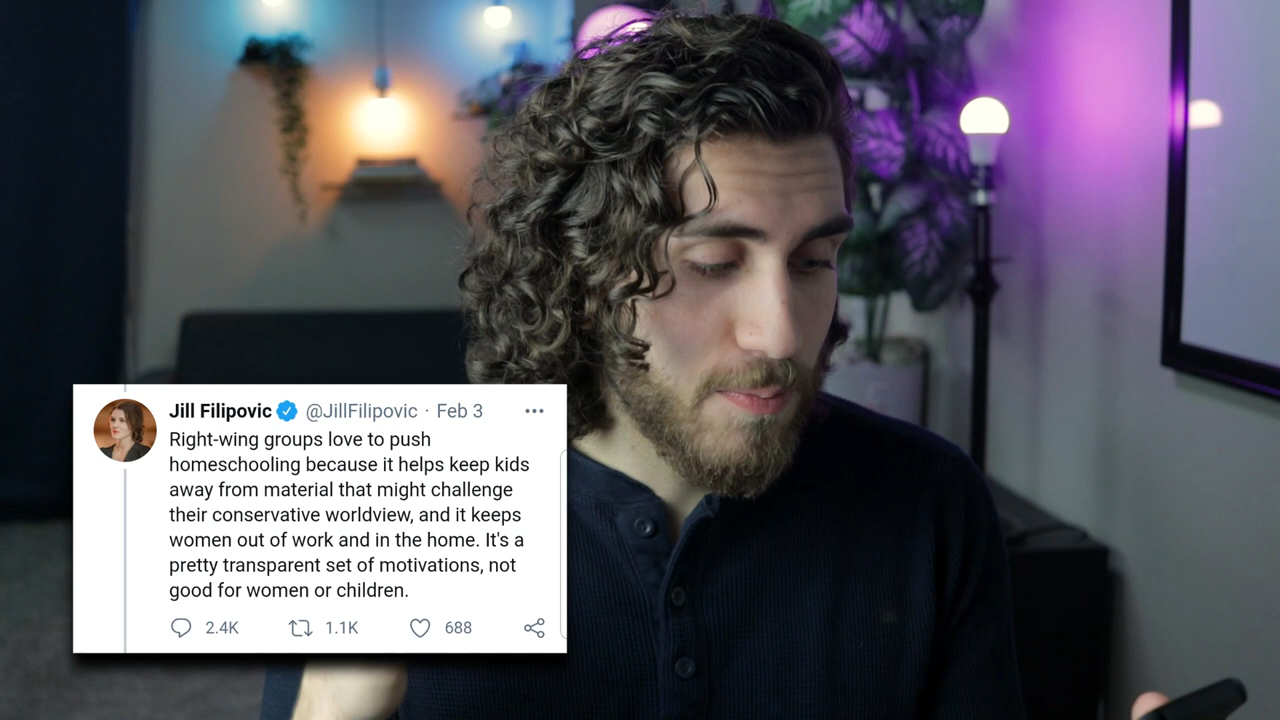 Jill Filipovic @JillFilipovic · Feb 3
Right-wing groups love to push
homeschooling because it helps keep kids
away from material that might challenge
their conservative worldview, and it keeps
women out of work and in the home. It's a
pretty transparent set of motivations, not
good for women or children.
2.4K 1.1K 688